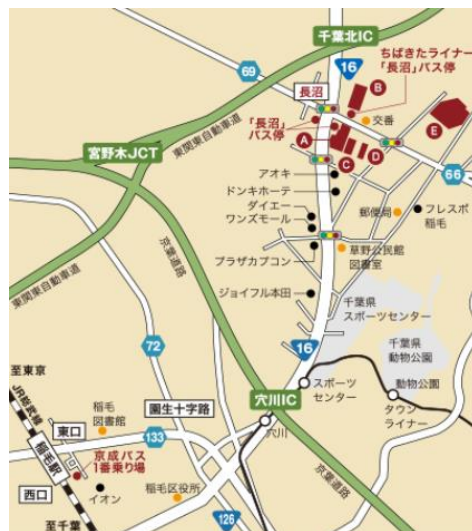 千葉北IC
ちばきたライナー
「長沼」バス停
16
69
長沼
B
交番
「長沼」
バス停
A
E
東関東自動車道
宮野木JCT
C
D
アオキ
ドンキホーテ
66
ダイエー
ワンズモール
郵便局
フレスポ
稲毛
プラザカプコン
草野公民館
図書室
京葉道路
東関東自動車道
ジョイフル本田
千葉県
スポーツセンター
16
千葉県
動物公園
72
至東京
スポーツ
センター
動物公園
JR総武線
園生十字路
穴川IC
タウン
ライナー
稲毛
図書館
東口
133
穴川
稲毛駅
京成バス
1番乗り場
京葉道路
西口
イオン
稲毛区役所
126
至千葉